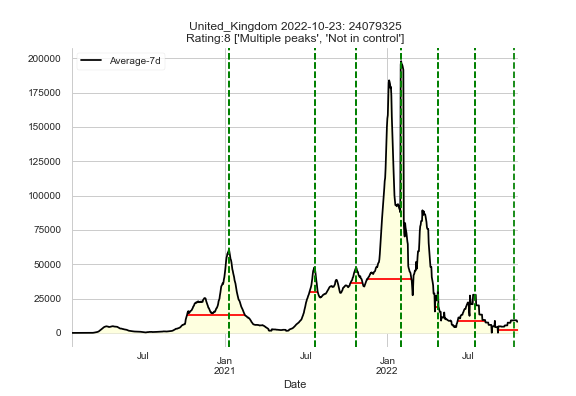 United_Kingdom 2022-10-23: 24079325
Rating:8 ['Multiple peaks', 'Not in control']
Average-7d
200000
175000
150000
125000
100000
75000
50000
25000
0
Jul
Jan
2021
Jul
Jan
2022
Jul
Date